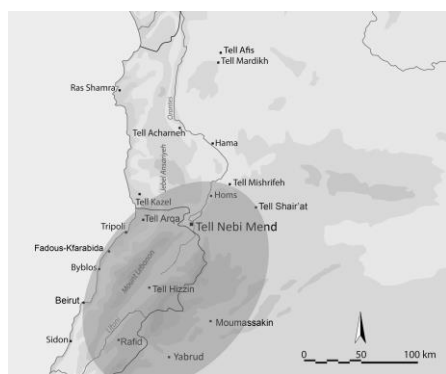 Tell Afis
Tell Mardikh
Ras Shamra
Orontes
Tell Acharneh
Hama
Jebel Ansariyeh
Tell Mishrifeh
Homs
Tell Kazel
Tell Shair'at
Tell Arqa
Tripoli
Tell Nebi Mend
Fadous-Kfarabida
Byblos
Mount Lebanon
Tell Hizzin
Beirut
Moumassakin
Litani
Sidon
Rafid
Yabrud
0 50 100 km